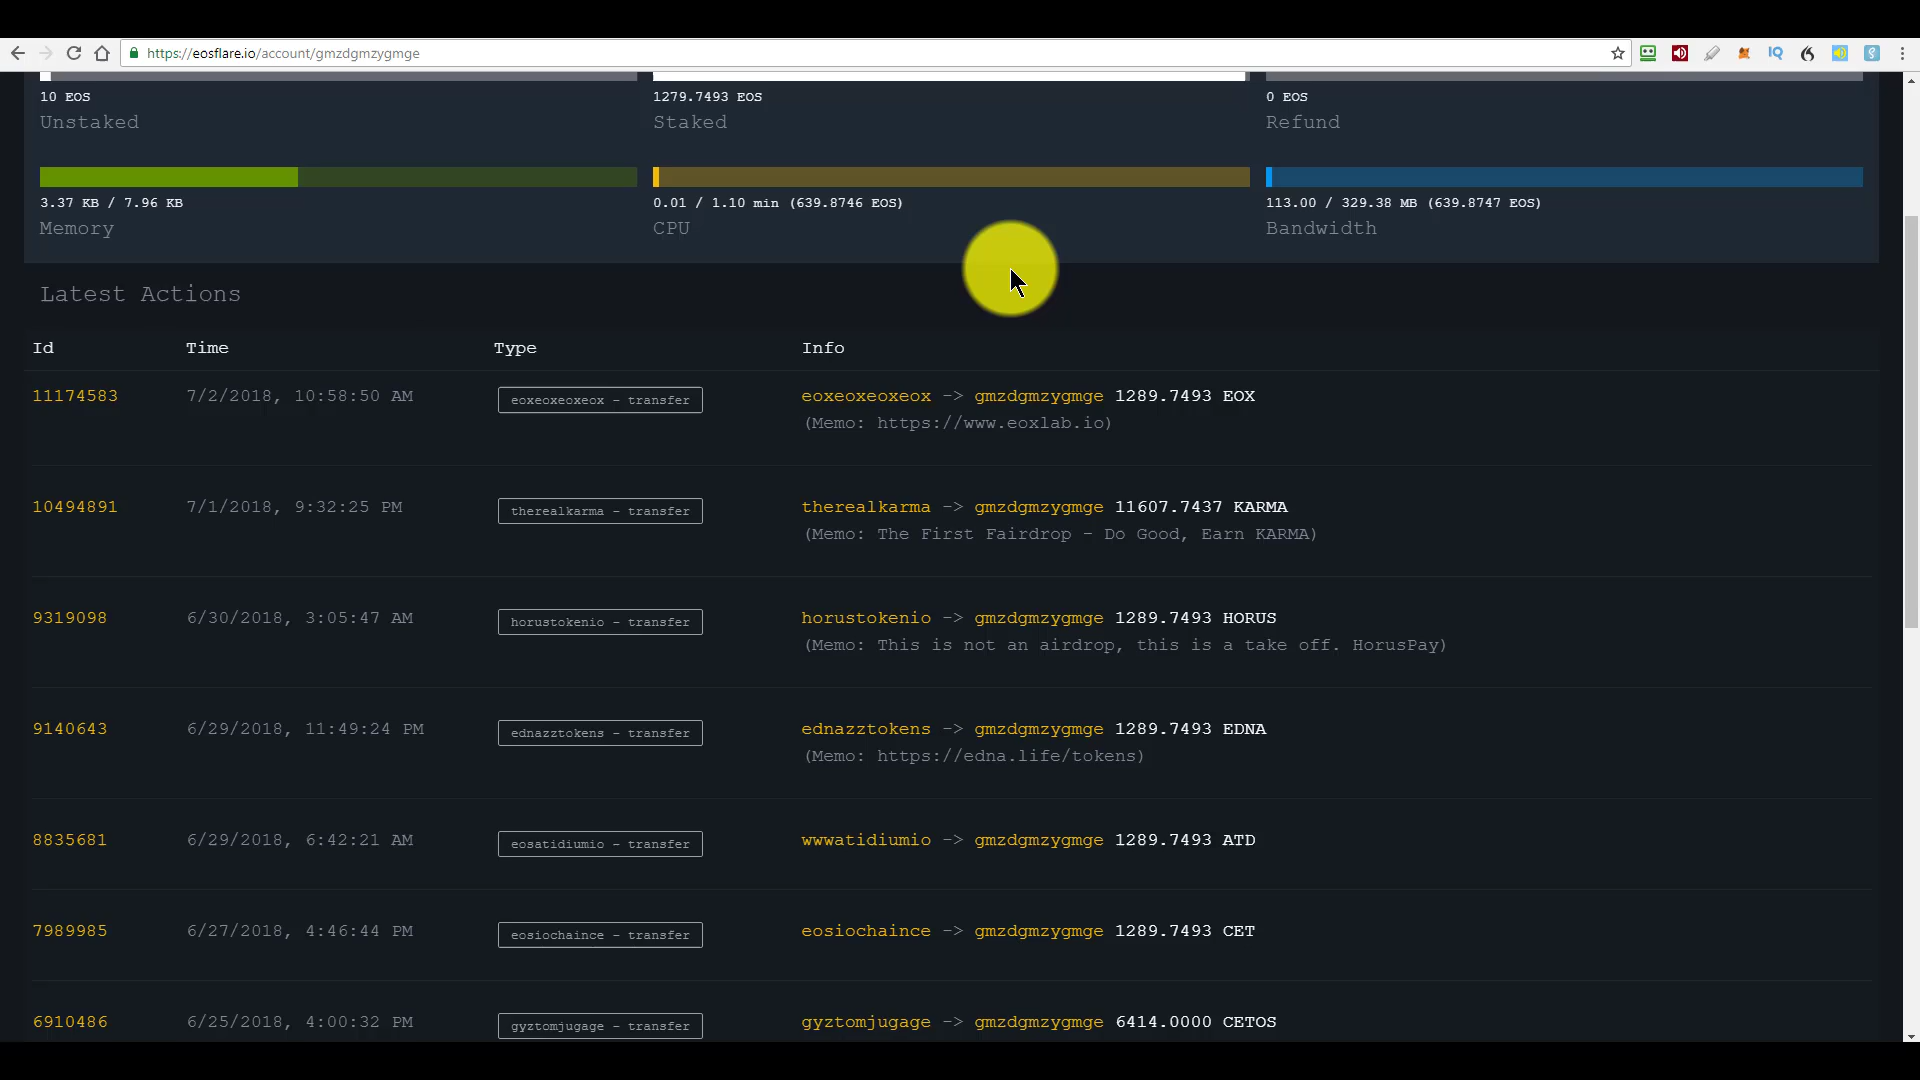 https://eosflare.io/account/gmzdgmzygmge
10 EOS
Unstaked
1279.7493 EOS
Staked
0 EOS
Refund
3.37 KB / 7.96 KB
Memory
0.01 / 1.10 min (639.8746 EOS)
CPU
113.00 / 329.38 MB (639.8747 EOS)
Bandwidth
Latest Actions
Id Time Type Info
11174583 7/2/2018, 10:58:50 AM eoxeoxeoxeox - transfer eoxeoxeoxeox -> gmzdgmzygmge 1289.7493 EOX
(Memo: https://www.eoxlab.io)
10494891 7/1/2018, 9:32:25 PM therealkarma - transfer therealkarma -> gmzdgmzygmge 11607.7437 KARMA
(Memo: The First Fairdrop - Do Good, Earn KARMA)
9319098 6/30/2018, 3:05:47 AM horustokenio - transfer horustokenio -> gmzdgmzygmge 1289.7493 HORUS
(Memo: This is not an airdrop, this is a take off. HorusPay)
9140643 6/29/2018, 11:49:24 PM ednazztokens - transfer ednazztokens -> gmzdgmzygmge 1289.7493 EDNA
(Memo: https://edna.life/tokens)
8835681 6/29/2018, 6:42:21 AM eosatidiumio - transfer wwwatidiumio -> gmzdgmzygmge 1289.7493 ATD
7989985 6/27/2018, 4:46:44 PM eosiochaince - transfer eosiochaince -> gmzdgmzygmge 1289.7493 CET
6910486 6/25/2018, 4:00:32 PM gyztomjugage - transfer gyztomjugage -> gmzdgmzygmge 6414.0000 CETOS